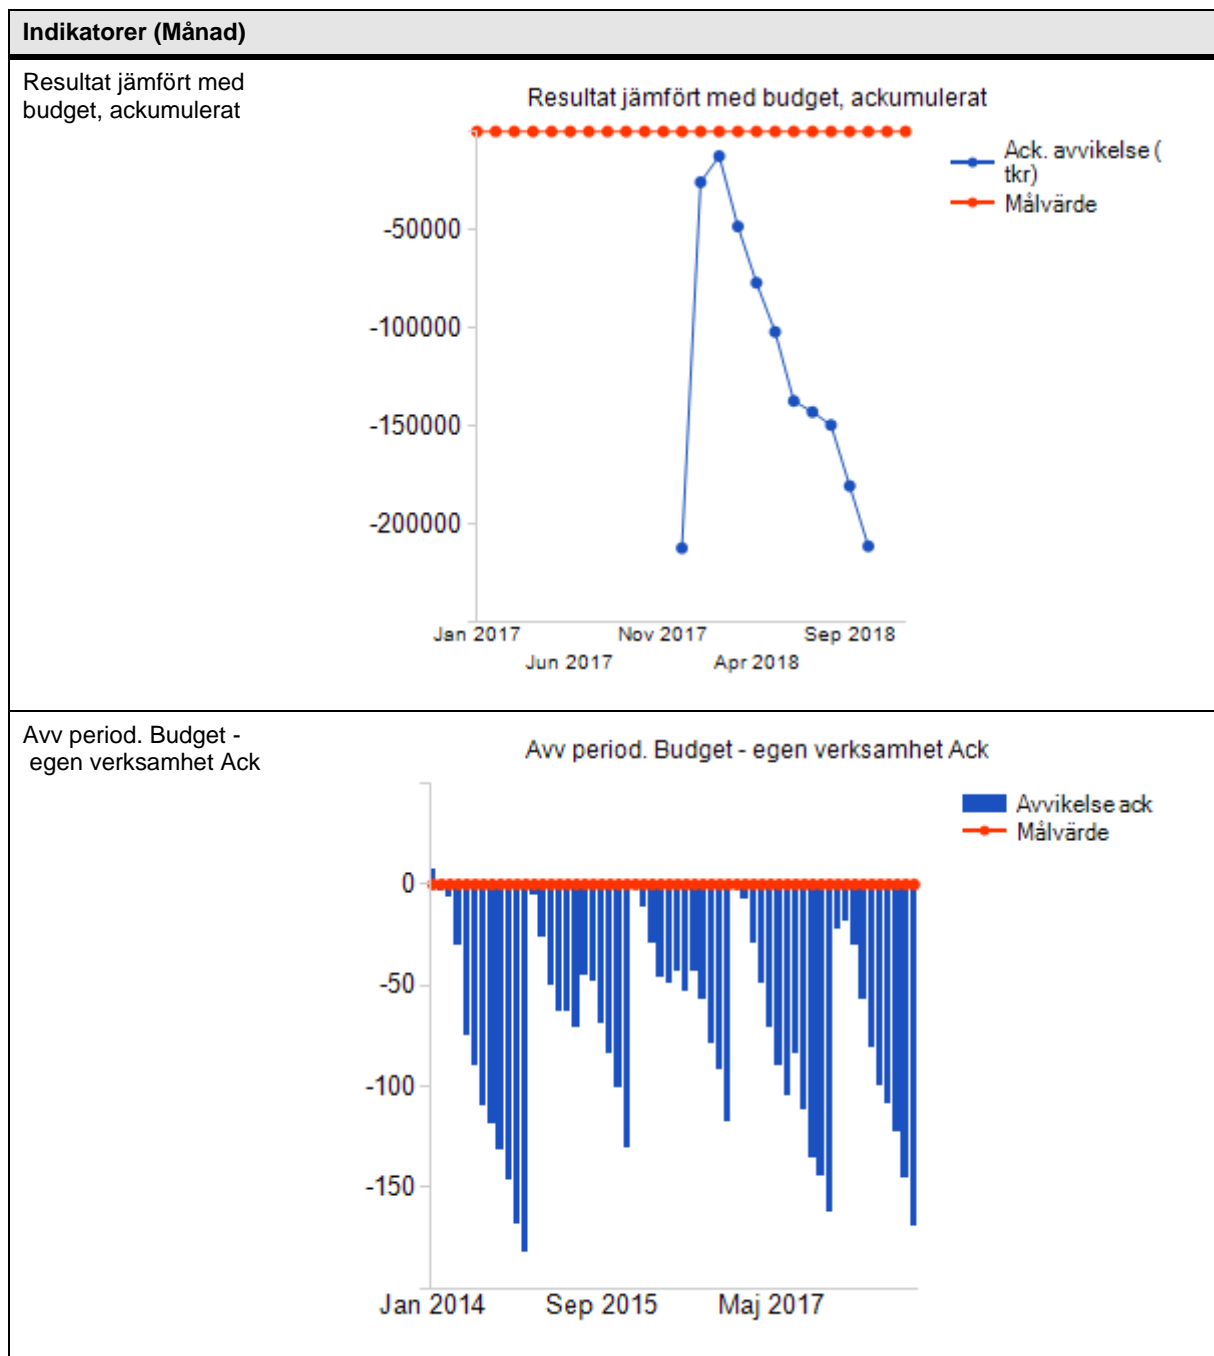 Indikatorer (Månad)
Resultat jämfört med
budget, ackumulerat
Resultat jämfört med budget, ackumulerat
Ack. avvikelse (
tkr)
Målvärde
-50000
-100000
-150000
-200000
Jan 2017
Nov 2017
Sep 2018
Jun 2017
Apr 2018
Avv period. Budget -
egen verksamhet Ack
Avv period. Budget - egen verksamhet Ack
Avvikelse ack
Målvärde
0
-50
-100
-150
Jan 2014
Sep 2015
Maj 2017